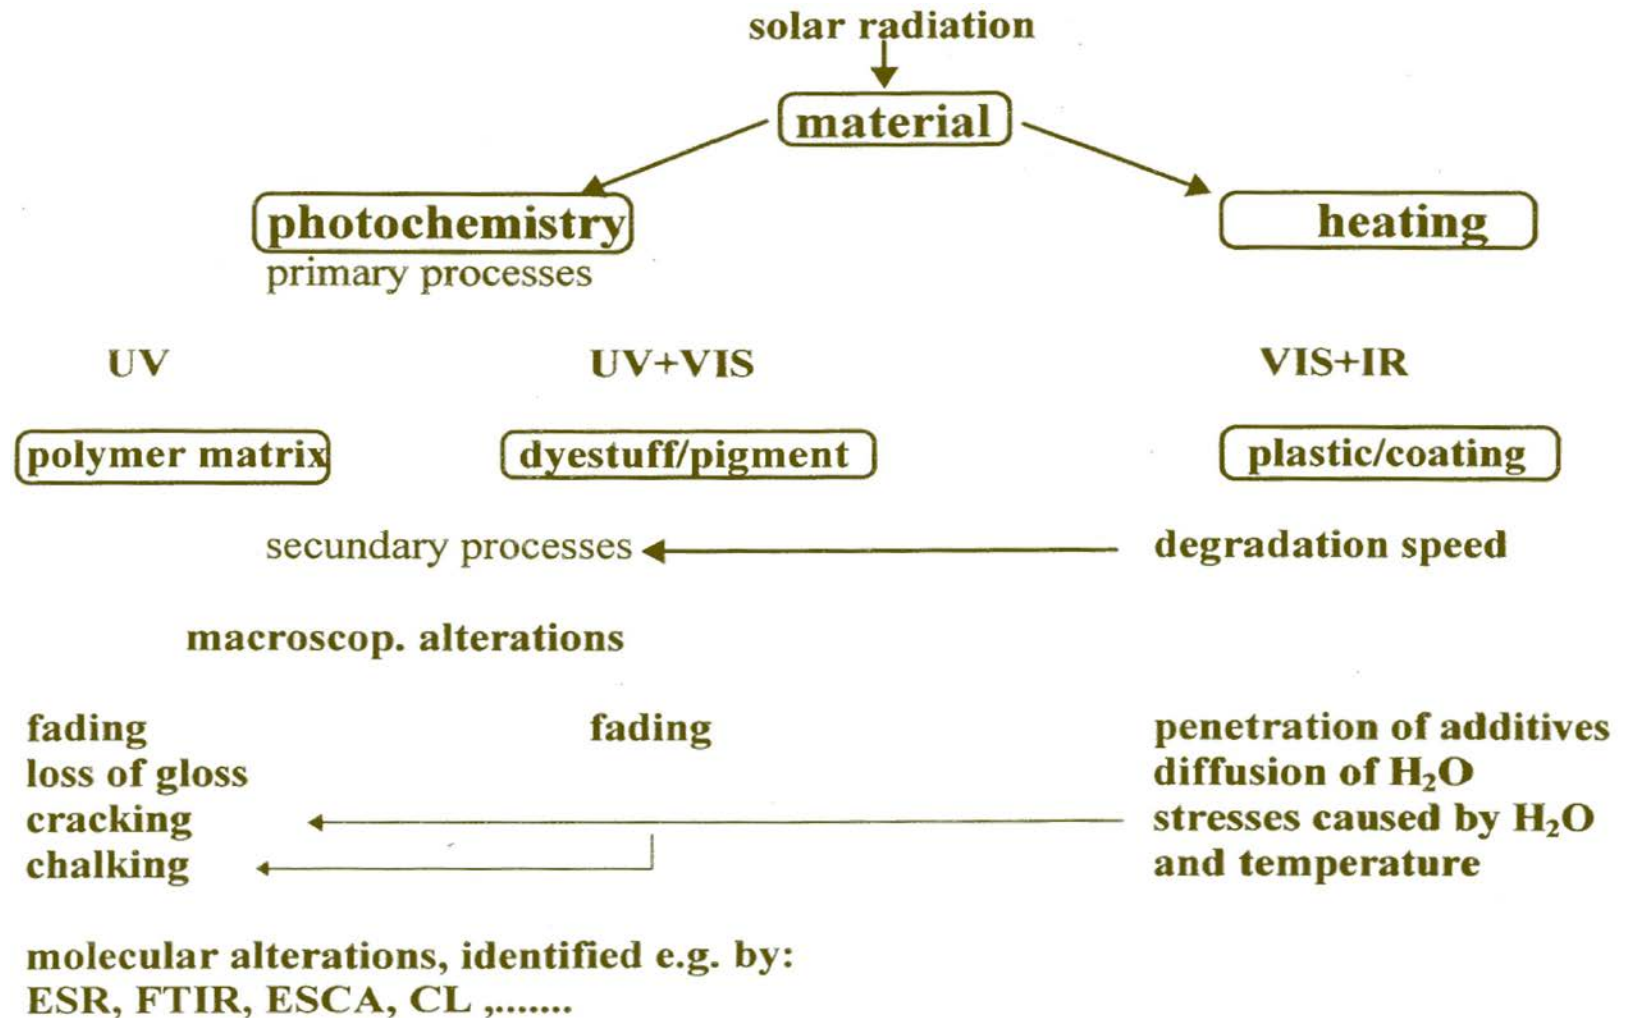 solar radiation
material
photochemistry
heating
primary processes
UV
UV+VIS
VIS+IR
polymer matrix
dyestuff/pigment
plastic/coating
secundary processes
degradation speed
macroscop. alterations
fading
fading
penetration of additives
loss of gloss
diffusion of H₂O
cracking
stresses caused by H₂O
chalking
and temperature
molecular alterations, identified e.g. by:
ESR, FTIR, ESCA, CL ,.......